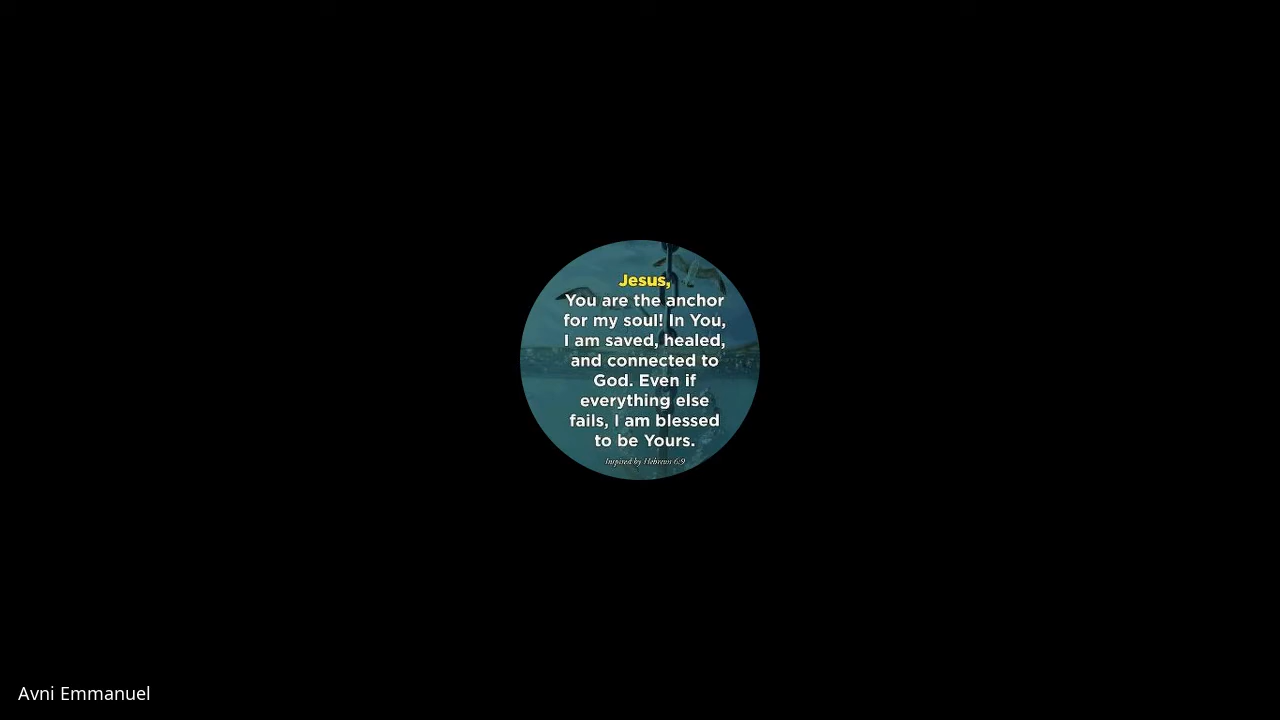 Jesus,
You are the anchor
for my soul! In You,
I am saved, healed,
and connected to
God. Even if
everything else
fails, I am blessed
to be Yours.
Inspired by Hebrews 6:9
Avni Emmanuel